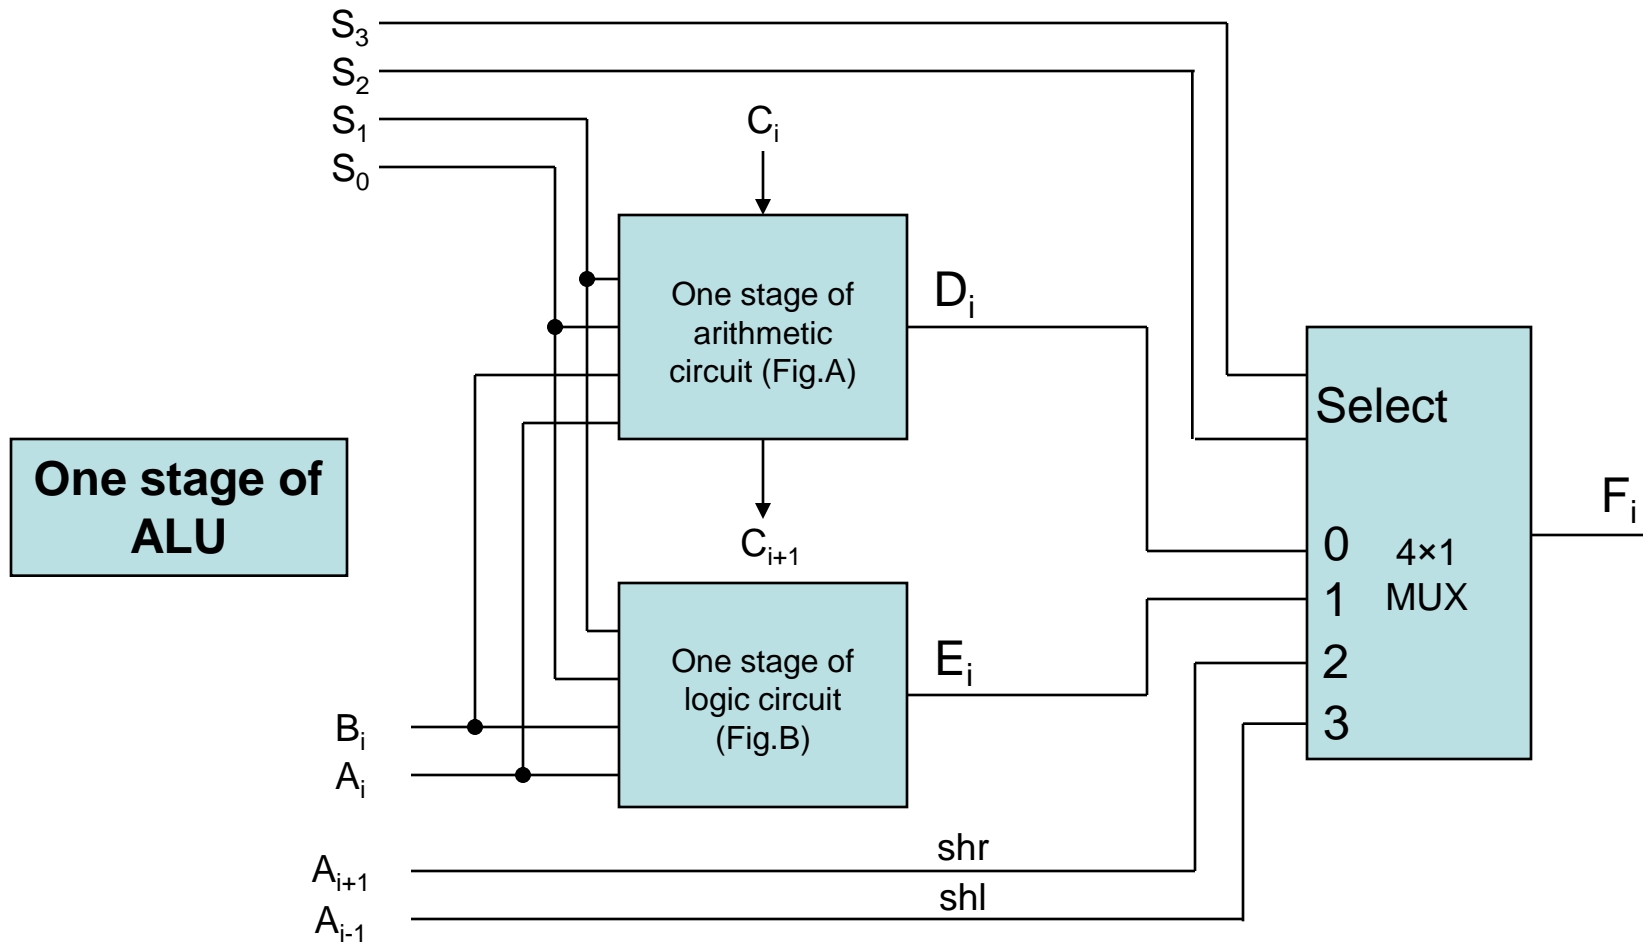 S₃
S₂
S₁
S₀
Cᵢ
One stage of
arithmetic
circuit (Fig.A)
Dᵢ
Select
One stage of
ALU
Cᵢ₊₁
0
4×1
1
MUX
2
3
Fᵢ
One stage of
logic circuit
(Fig.B)
Eᵢ
Bᵢ
Aᵢ
shr
Aᵢ₊₁
shl
Aᵢ₋₁